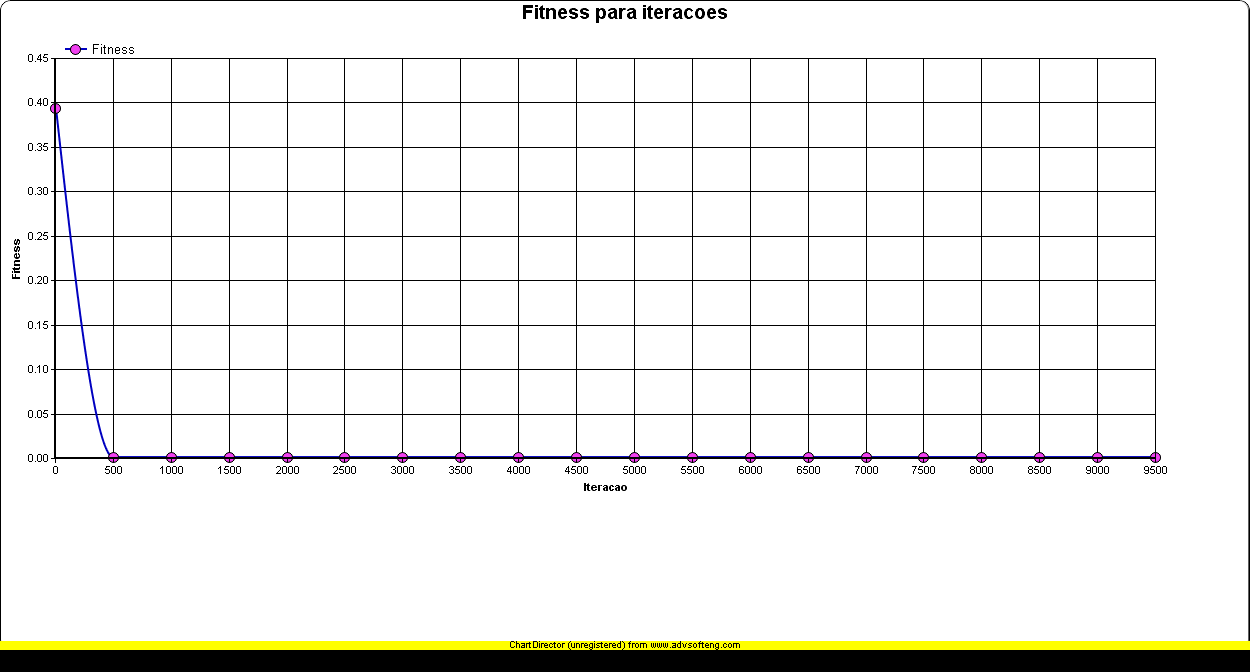 Fitness para iteracoes
Fitness
0.45
0.40
0.35
0.30
0.25
0.20
0.15
0.10
0.05
0.00
Fitness
0 500 1000 1500 2000 2500 3000 3500 4000 4500 5000 5500 6000 6500 7000 7500 8000 8500 9000 9500
Iteracao
ChartDirector (unregistered) from www.advsofteng.com